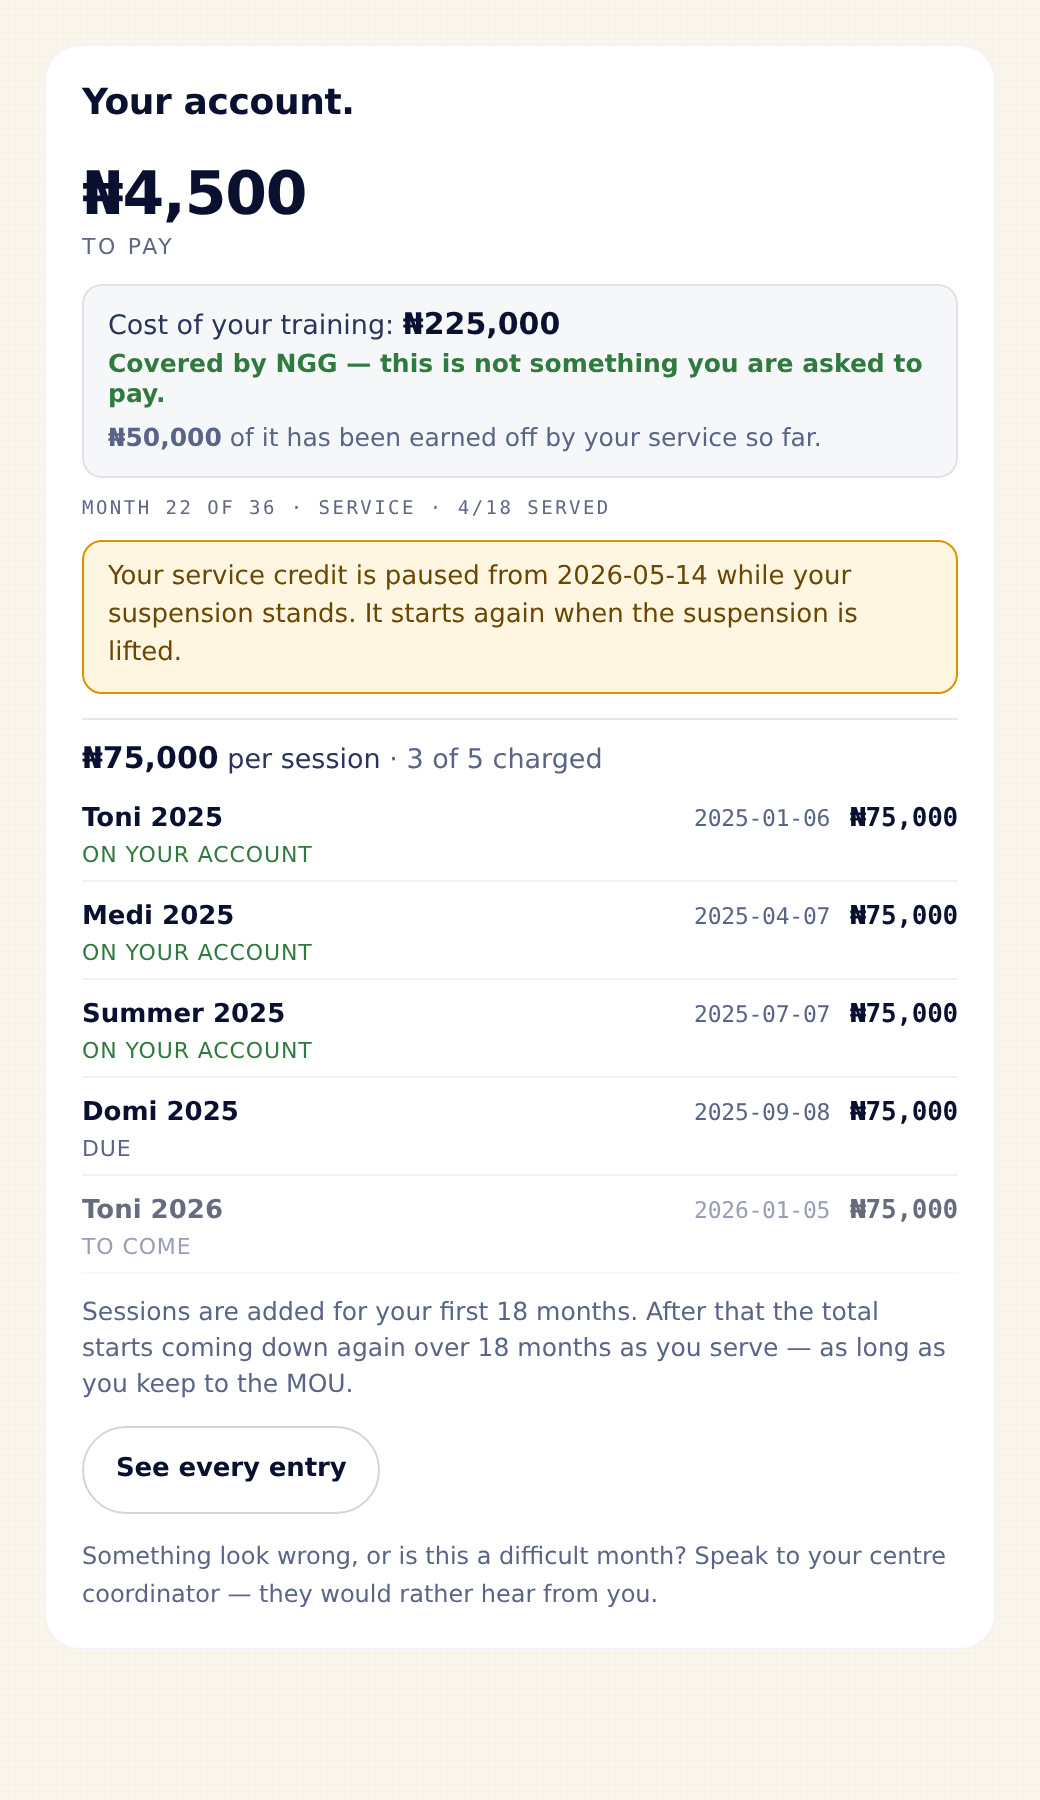 Your account.
₦4,500
TO PAY
Cost of your training: ₦225,000
Covered by NGG — this is not something you are asked to
pay.
₦50,000 of it has been earned off by your service so far.
MONTH 22 OF 36 · SERVICE · 4/18 SERVED
Your service credit is paused from 2026-05-14 while your
suspension stands. It starts again when the suspension is
lifted.
₦75,000 per session · 3 of 5 charged
Toni 2025 2025-01-06 ₦75,000
ON YOUR ACCOUNT
Medi 2025 2025-04-07 ₦75,000
ON YOUR ACCOUNT
Summer 2025 2025-07-07 ₦75,000
ON YOUR ACCOUNT
Domi 2025 2025-09-08 ₦75,000
DUE
Toni 2026 2026-01-05 ₦75,000
TO COME
Sessions are added for your first 18 months. After that the total
starts coming down again over 18 months as you serve — as long as
you keep to the MOU.
See every entry
Something look wrong, or is this a difficult month? Speak to your centre
coordinator — they would rather hear from you.